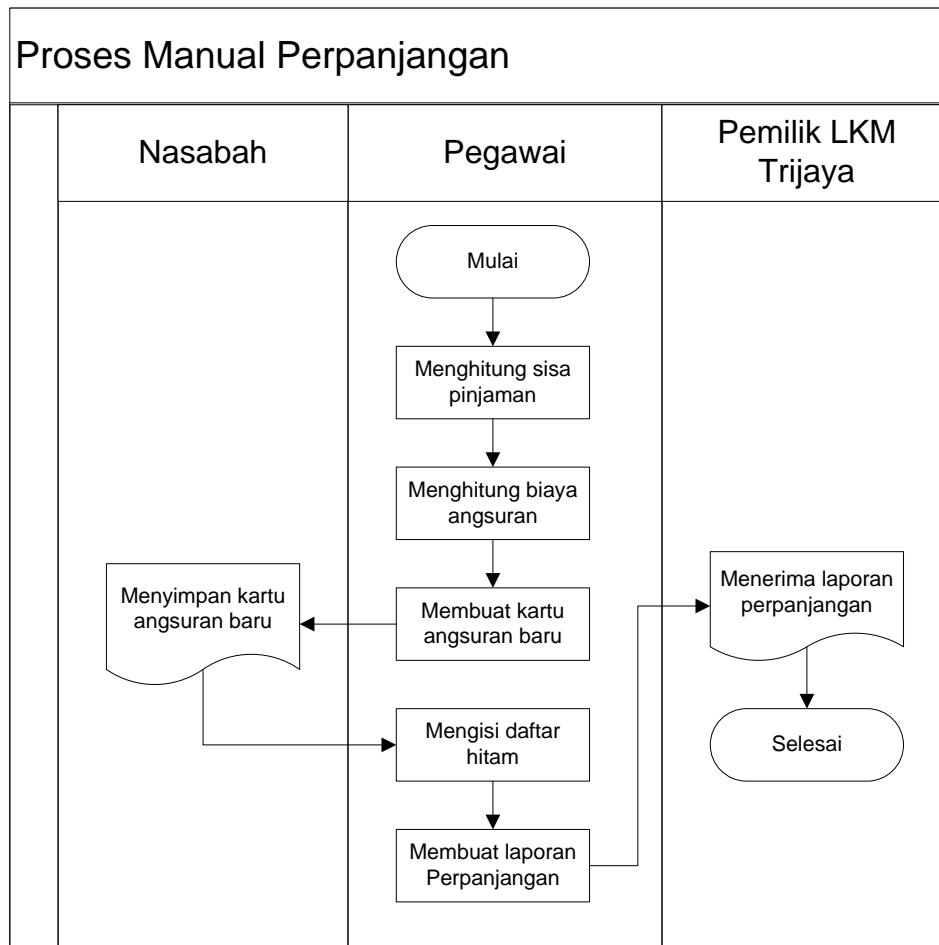 Proses Manual Perpanjangan
Nasabah
Pegawai
Pemilik LKM
Trijaya
Mulai
Menghitung sisa
pinjaman
Menghitung biaya
angsuran
Membuat kartu
angsuran baru
Menyimpan kartu
angsuran baru
Mengisi daftar
hitam
Membuat laporan
Perpanjangan
Menerima laporan
perpanjangan
Selesai